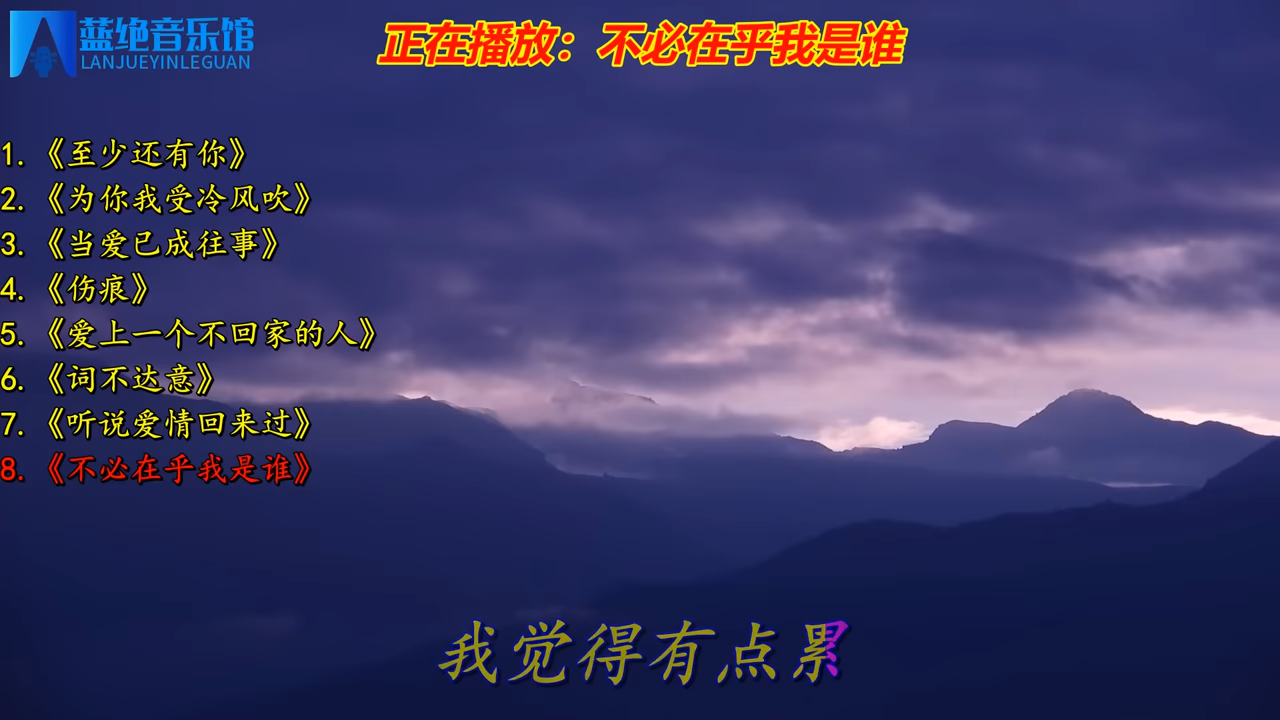 蓝绝音乐馆
LANJUEYINLEGUAN
正在播放：不必在乎我是谁
1.《至少还有你》
2.《为你我受冷风吹》
3.《当爱已成往事》
4.《伤痕》
5.《爱上一个不回家的人》
6.《词不达意》
7.《听说爱情回来过》
8.《不必在乎我是谁》
我觉得有点累